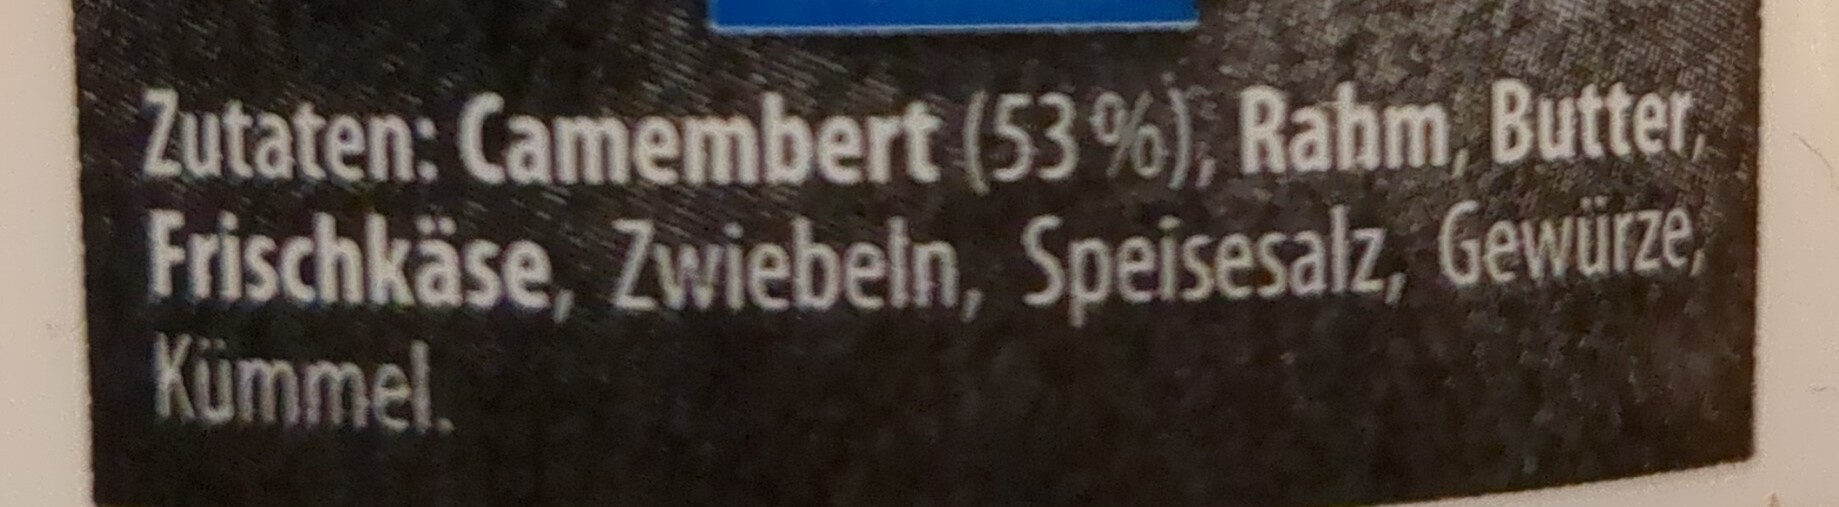 Zutaten: Camembert (53 %), Rahm, Butter,
Frischkäse, Zwiebeln, Speisesalz, Gewürze,
Kümmel.